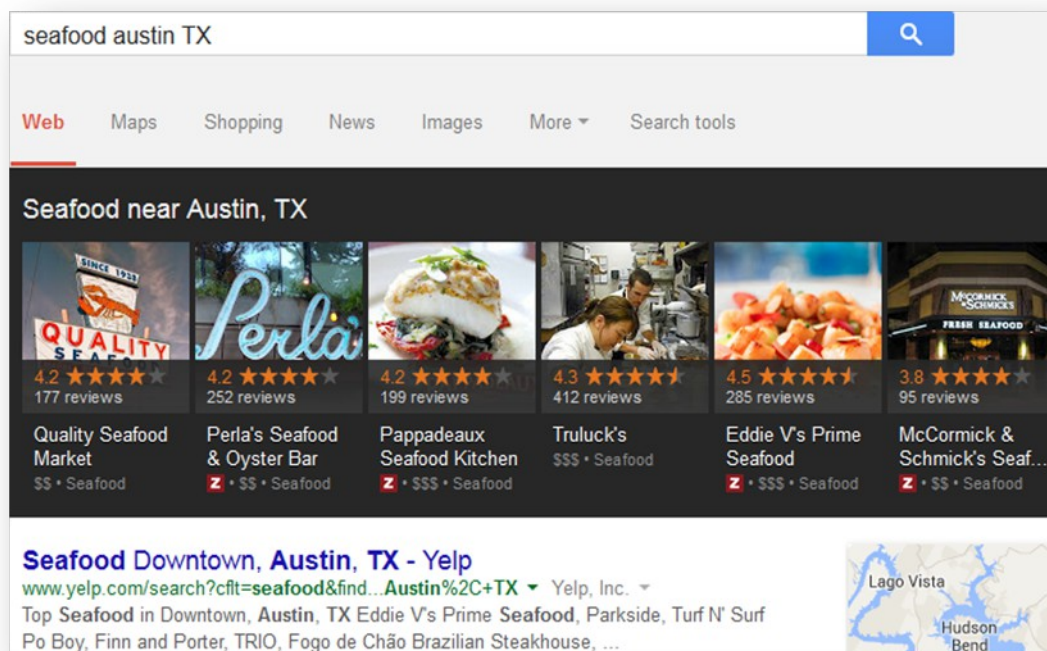 seafood austin TX
Web Maps Shopping News Images More Search tools
Seafood near Austin, TX
SINCE 1938
QUALITY
SEAFOOD
Perla's
McCORMICK
& SCHMICK'S
FRESH SEAFOOD
4.2 4.2 4.2 4.3 4.5 3.8
177 reviews 252 reviews 199 reviews 412 reviews 285 reviews 95 reviews
Quality Seafood Market
$$ • Seafood
Perla's Seafood & Oyster Bar
Z • $$ • Seafood
Pappadeaux Seafood Kitchen
Z • $$$ • Seafood
Truluck's
$$$ • Seafood
Eddie V's Prime Seafood
Z • $$$ • Seafood
McCormick & Schmick's Seaf...
Z • $$ • Seafood
Seafood Downtown, Austin, TX - Yelp
www.yelp.com/search?cflt=seafood&find...Austin%2C+TX Yelp, Inc.
Top Seafood in Downtown, Austin, TX Eddie V's Prime Seafood, Parkside, Turf N' Surf
Po Boy, Finn and Porter, TRIO, Fogo de Chão Brazilian Steakhouse, ...
Lago Vista
Hudson
Bend